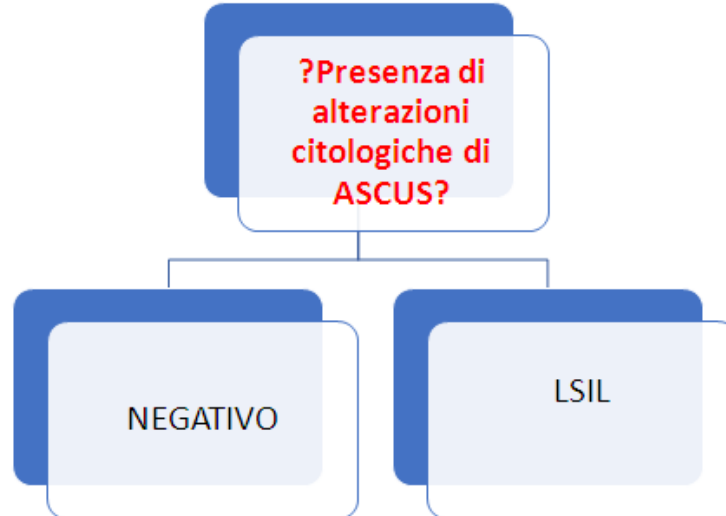 ?Presenza di
alterazioni
citologiche di
ASCUS?
NEGATIVO
LSIL